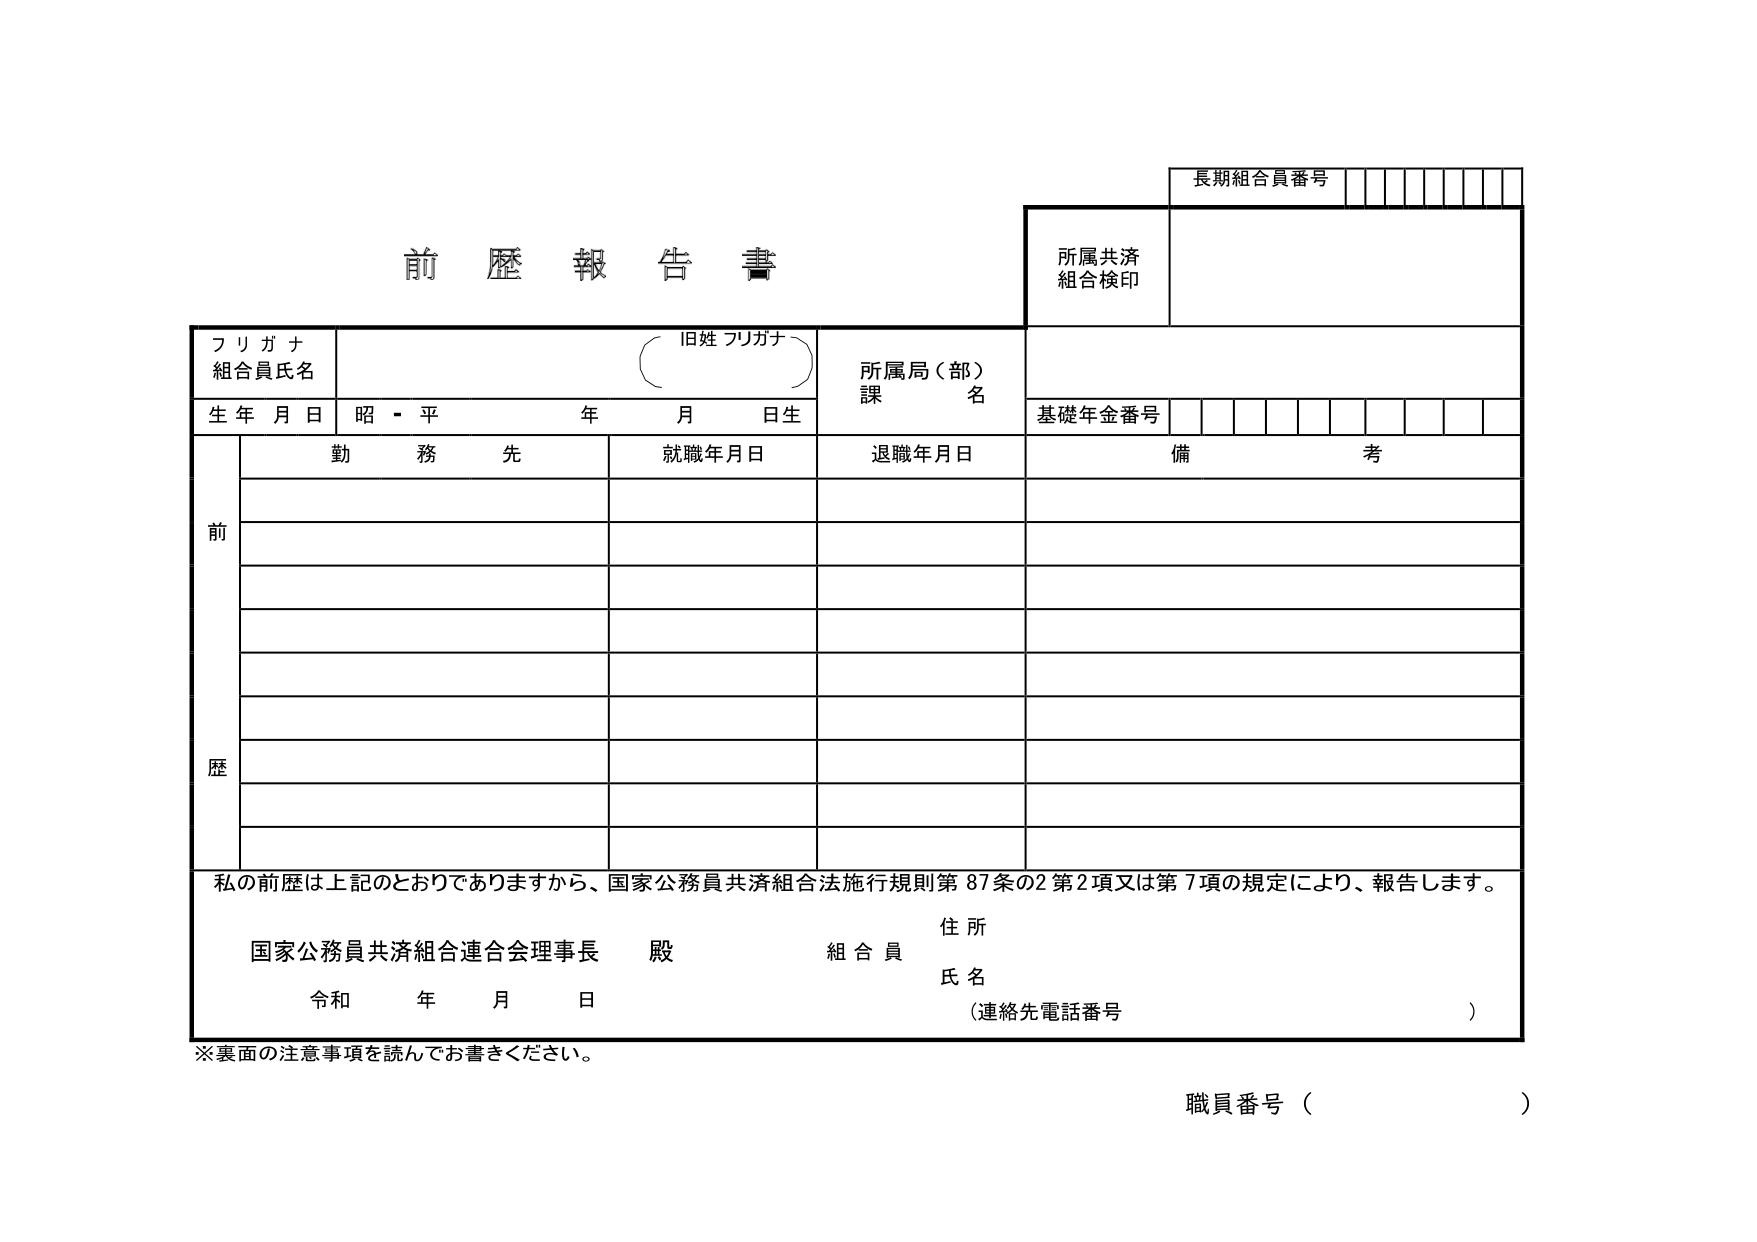 長期組合員番号
前歴報告書
所属共済
組合検印
フリガナ
組合員氏名
旧姓 フリガナ
所属局（部）
課 名
生年月日
昭 - 平 年 月 日生
基礎年金番号
勤務先
就職年月日
退職年月日
備考
前
歴
私の前歴は上記のとおりでありますから、国家公務員共済組合法施行規則第 87条の2 第2項又は第 7項の規定により、報告します。
住所
国家公務員共済組合連合会理事長 殿
組合員
氏名
令和 年 月 日
（連絡先電話番号 ）
※裏面の注意事項を読んでお書きください。
職員番号（ ）